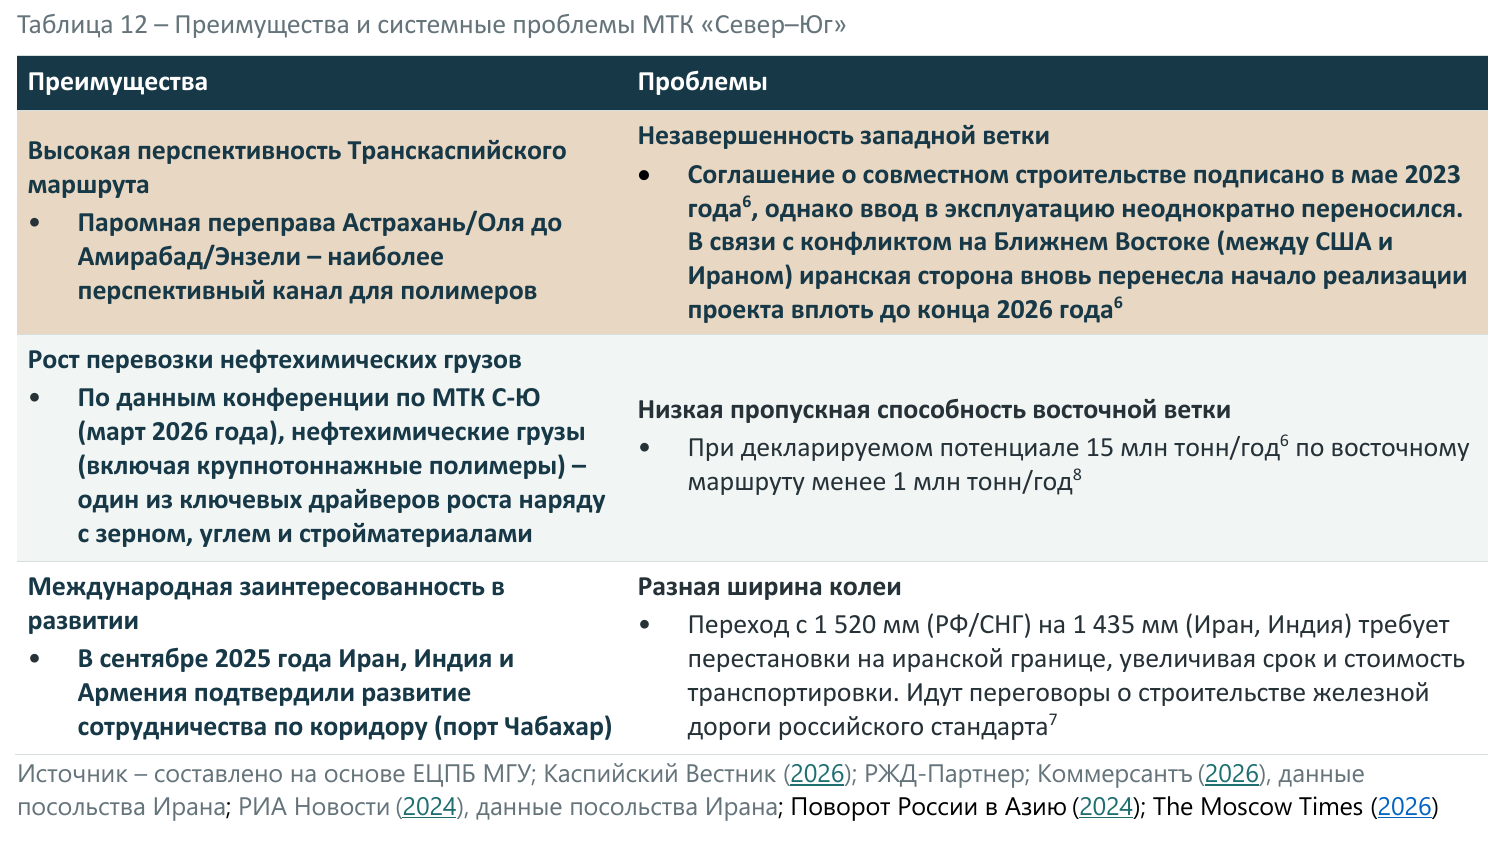 Таблица 12 – Преимущества и системные проблемы МТК «Север–Юг»
Преимущества
Проблемы
Высокая перспективность Транскаспийского
маршрута
• Паромная переправа Астрахань/Оля до
Амирабад/Энзели – наиболее
перспективный канал для полимеров
Незавершенность западной ветки
• Соглашение о совместном строительстве подписано в мае 2023
года⁶, однако ввод в эксплуатацию неоднократно переносился.
В связи с конфликтом на Ближнем Востоке (между США и
Ираном) иранская сторона вновь перенесла начало реализации
проекта вплоть до конца 2026 года⁶
Рост перевозки нефтехимических грузов
• По данным конференции по МТК С-Ю
(март 2026 года), нефтехимические грузы
(включая крупнотоннажные полимеры) –
один из ключевых драйверов роста наряду
с зерном, углем и стройматериалами
Низкая пропускная способность восточной ветки
• При декларируемом потенциале 15 млн тонн/год⁶ по восточному
маршруту менее 1 млн тонн/год⁸
Международная заинтересованность в
развитии
• В сентябре 2025 года Иран, Индия и
Армения подтвердили развитие
сотрудничества по коридору (порт Чабахар)
Разная ширина колеи
• Переход с 1 520 мм (РФ/СНГ) на 1 435 мм (Иран, Индия) требует
перестановки на иранской границе, увеличивая срок и стоимость
транспортировки. Идут переговоры о строительстве железной
дороги российского стандарта⁷
Источник – составлено на основе ЕЦПБ МГУ; Каспийский Вестник (2026); РЖД-Партнер; Коммерсантъ (2026), данные
посольства Ирана; РИА Новости (2024), данные посольства Ирана; Поворот России в Азию (2024); The Moscow Times (2026)